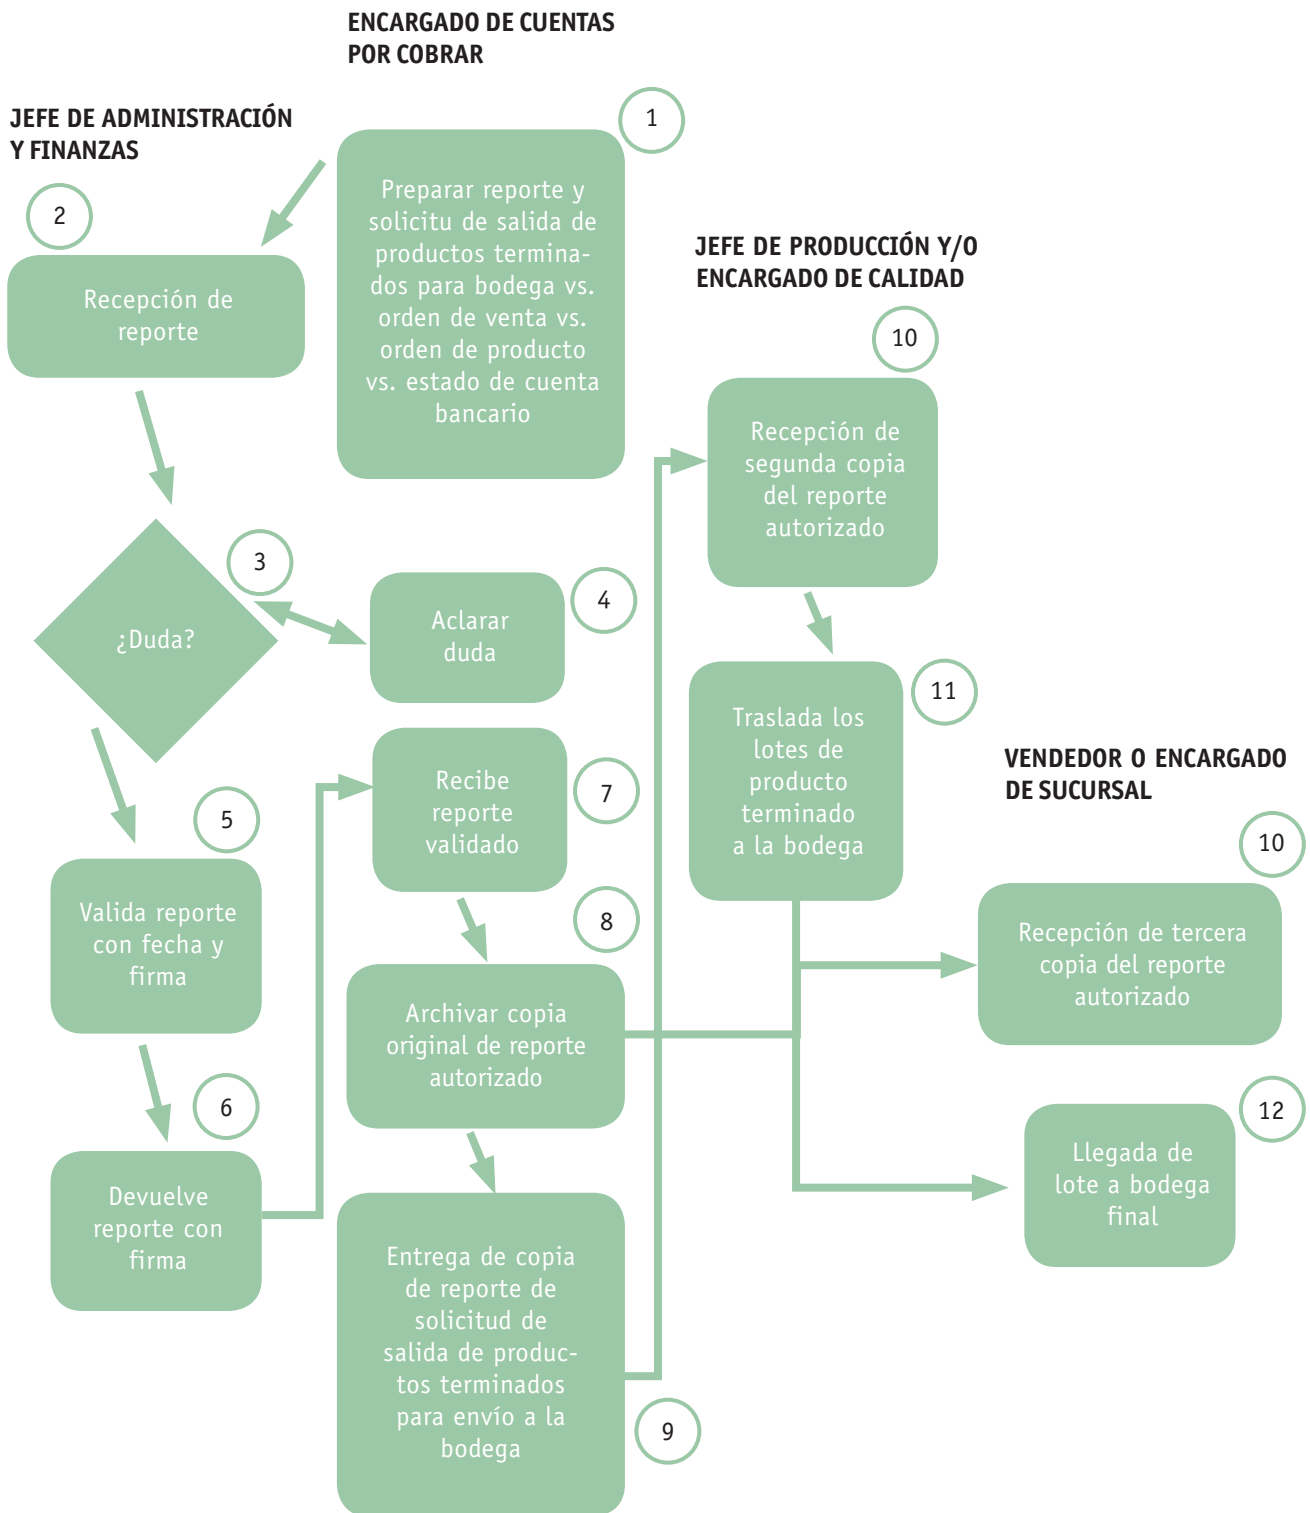 ENCARGADO DE CUENTAS
POR COBRAR
1
Preparar reporte y
solicitu de salida de
productos termina-
dos para bodega vs.
orden de venta vs.
orden de producto
vs. estado de cuenta
bancario
JEFE DE ADMINISTRACIÓN
Y FINANZAS
2
Recepción de
reporte
3
¿Duda?
4
Aclarar
duda
5
Valida reporte
con fecha y
firma
6
Devuelve
reporte con
firma
7
Recibe
reporte
validado
8
Archivar copia
original de reporte
autorizado
9
Entrega de copia
de reporte de
solicitud de
salida de produc-
tos terminados
para envío a la
bodega
JEFE DE PRODUCCIÓN Y/O
ENCARGADO DE CALIDAD
10
Recepción de
segunda copia
del reporte
autorizado
11
Traslada los
lotes de
producto
terminado
a la bodega
VENDEDOR O ENCARGADO
DE SUCURSAL
10
Recepción de tercera
copia del reporte
autorizado
12
Llegada de
lote a bodega
final